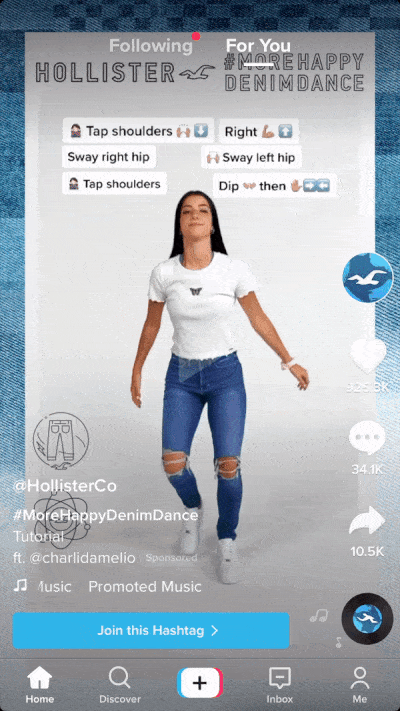 Following For You
HOLLISTER #MOREHAPPY
DENIMDANCE
Tap shoulders Right
Sway right hip Sway left hip
Tap shoulders Dip then
34.1K
@HollisterCo
#MoreHappyDenimDance
Tutorial
ft. @charlidamelio Sponsored
10.5K
Music Promoted Music
Join this Hashtag >
Home Discover Inbox Me